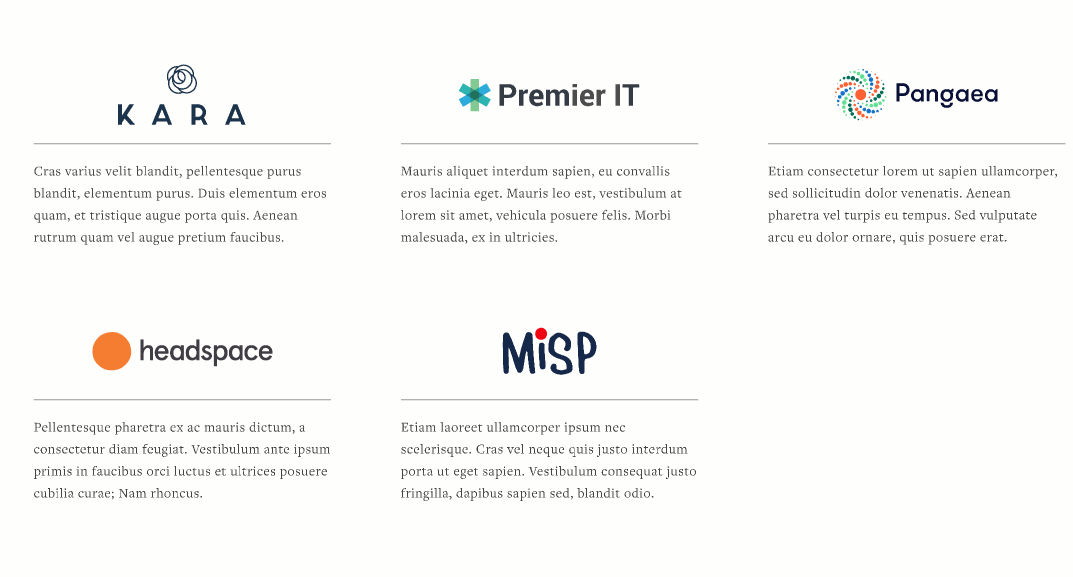 KARA
Cras varius velit blandit, pellentesque purus
blandit, elementum purus. Duis elementum eros
quam, et tristique augue porta quis. Aenean
rutrum quam vel augue pretium faucibus.
Premier IT
Mauris aliquet interdum sapien, eu convallis
eros lacinia eget. Mauris leo est, vestibulum at
lorem sit amet, vehicula posuere felis. Morbi
malesuada, ex in ultricies.
Pangaea
Etiam consectetur lorem ut sapien ullamcorper,
sed sollicitudin dolor venenatis. Aenean
pharetra vel turpis eu tempus. Sed vulputate
arcu eu dolor ornare, quis posuere erat.
headspace
Pellentesque pharetra ex ac mauris dictum, a
consectetur diam feugiat. Vestibulum ante ipsum
primis in faucibus orci luctus et ultrices posuere
cubilia curae; Nam rhoncus.
MiSP
Etiam laoreet ullamcorper ipsum nec
scelerisque. Cras vel neque quis justo interdum
porta ut eget sapien. Vestibulum consequat justo
fringilla, dapibus sapien sed, blandit odio.